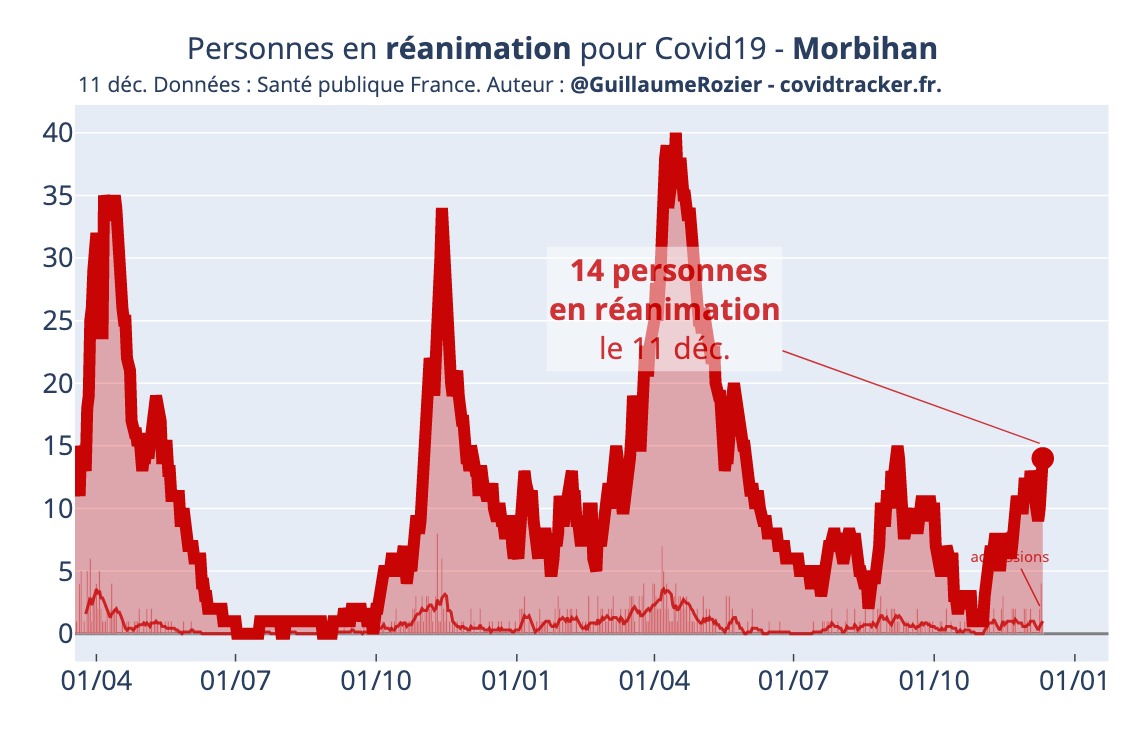 Personnes en réanimation pour Covid19 - Morbihan
11 déc. Données : Santé publique France. Auteur : @GuillaumeRozier - covidtracker.fr.
40
35
30
25
20
15
10
5
0
14 personnes
en réanimation
le 11 déc.
admissions
01/04
01/07
01/10
01/01
01/04
01/07
01/10
01/01